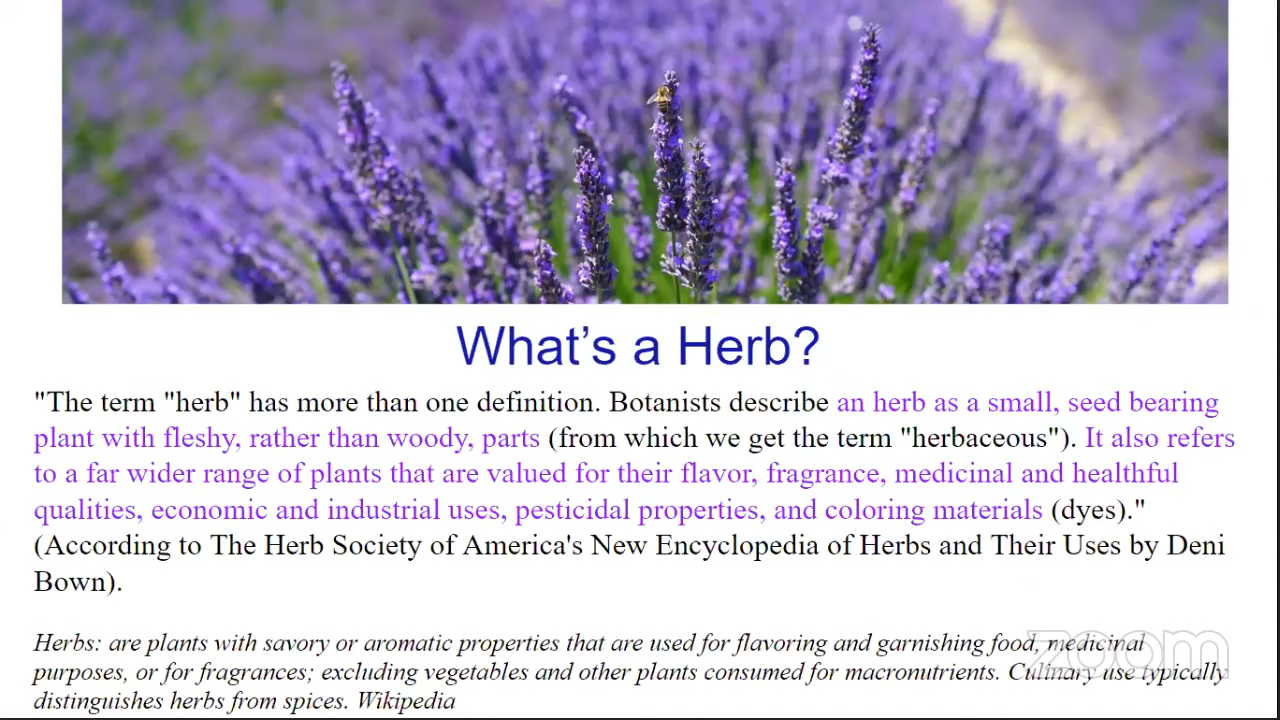 What's a Herb?
"The term "herb" has more than one definition. Botanists describe an herb as a small, seed bearing
plant with fleshy, rather than woody, parts (from which we get the term "herbaceous"). It also refers
to a far wider range of plants that are valued for their flavor, fragrance, medicinal and healthful
qualities, economic and industrial uses, pesticidal properties, and coloring materials (dyes)."
(According to The Herb Society of America's New Encyclopedia of Herbs and Their Uses by Deni
Bown).
Herbs: are plants with savory or aromatic properties that are used for flavoring and garnishing food, medicinal
purposes, or for fragrances; excluding vegetables and other plants consumed for macronutrients. Culinary use typically
distinguishes herbs from spices. Wikipedia
zoom